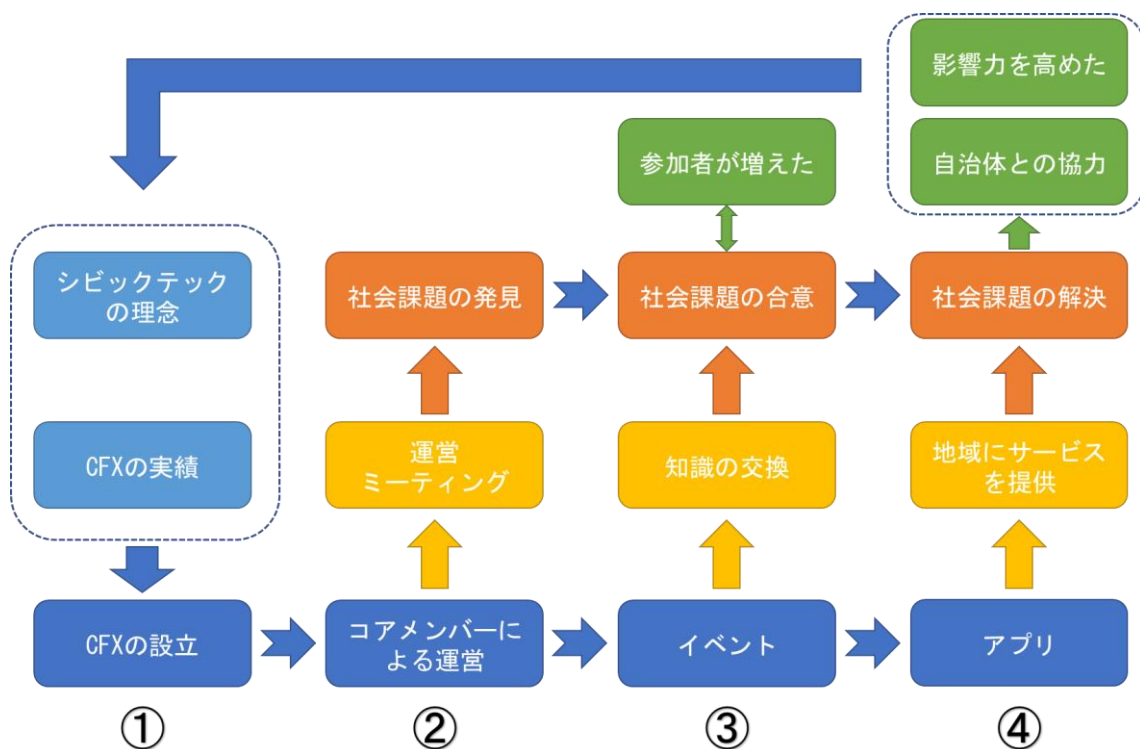 影響力を高めた
参加者が増えた
自治体との協力
シビックテック
の理念
社会課題の発見
社会課題の合意
社会課題の解決
CFXの実績
運営
ミーティング
知識の交換
地域にサービス
を提供
CFXの設立
コアメンバーに
よる運営
イベント
アプリ
①
②
③
④